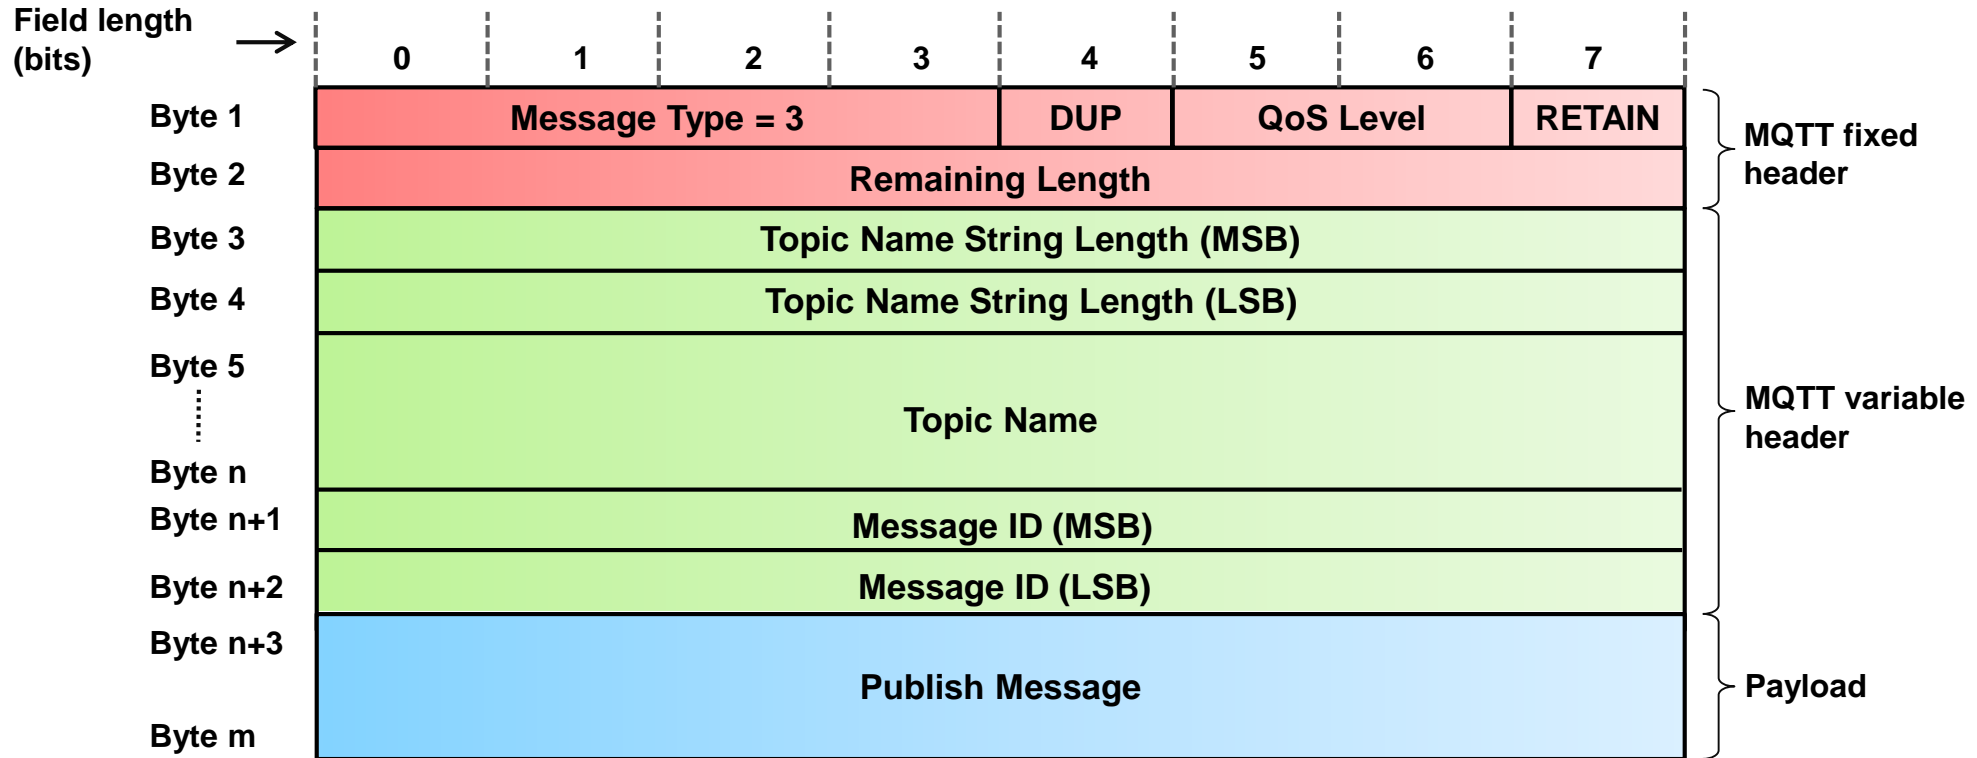 Field length
(bits)
0 1 2 3 4 5 6 7
Byte 1 Message Type = 3 DUP QoS Level RETAIN
MQTT fixed
header
Byte 2 Remaining Length
Byte 3 Topic Name String Length (MSB)
Byte 4 Topic Name String Length (LSB)
Byte 5
Topic Name
MQTT variable
header
Byte n
Byte n+1 Message ID (MSB)
Byte n+2 Message ID (LSB)
Byte n+3
Publish Message
Payload
Byte m